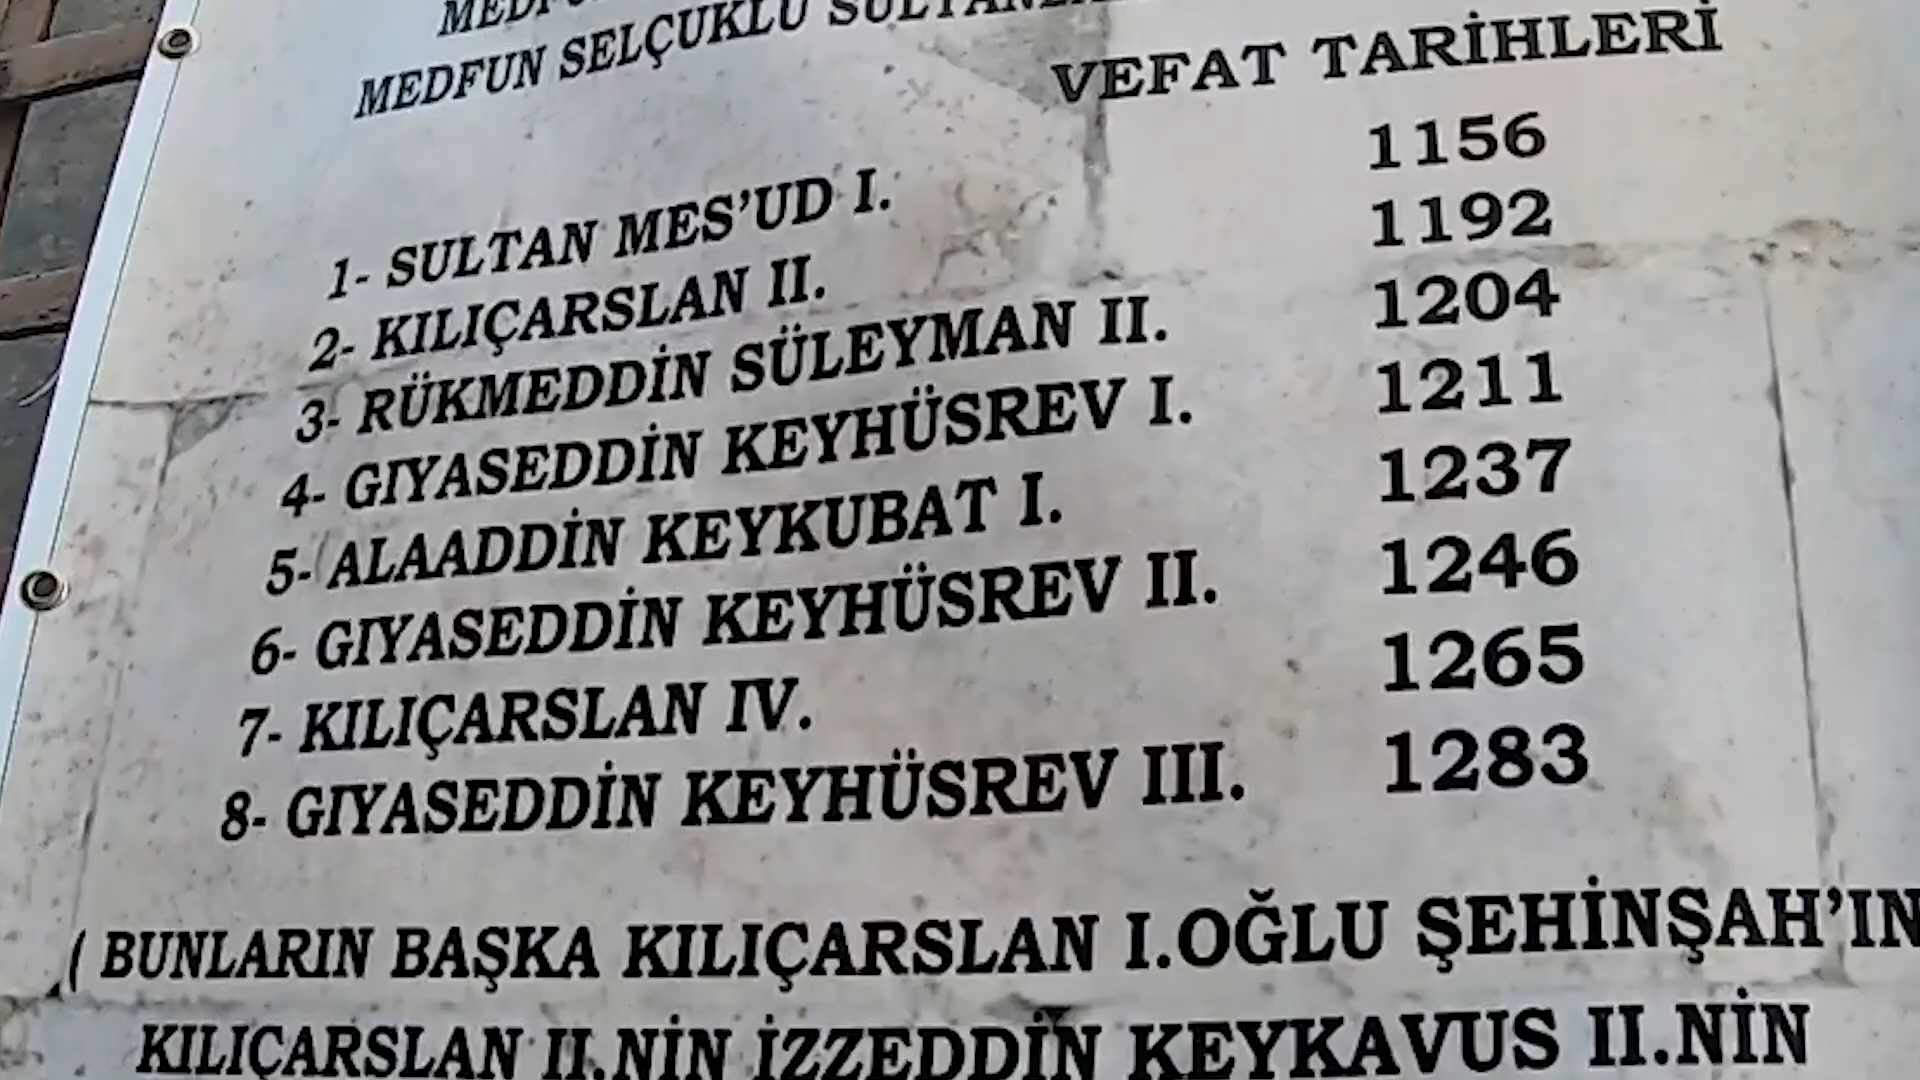 MEDFUN SELÇUKLU
VEFAT TARİHLERİ
1- SULTAN MES'UD I. 1156
2- KILIÇARSLAN II. 1192
3- RÜKMEDDİN SÜLEYMAN II. 1204
4- GIYASEDDİN KEYHÜSREV I. 1211
5- ALAADDİN KEYKUBAT I. 1237
6- GIYASEDDİN KEYHÜSREV II. 1246
7- KILIÇARSLAN IV. 1265
8- GIYASEDDİN KEYHÜSREV III. 1283
( BUNLARIN BAŞKA KILIÇARSLAN I.OĞLU ŞEHİNŞAH'IN
KILIÇARSLAN II.NİN İZZEDDİN KEYKAVUS II.NİN